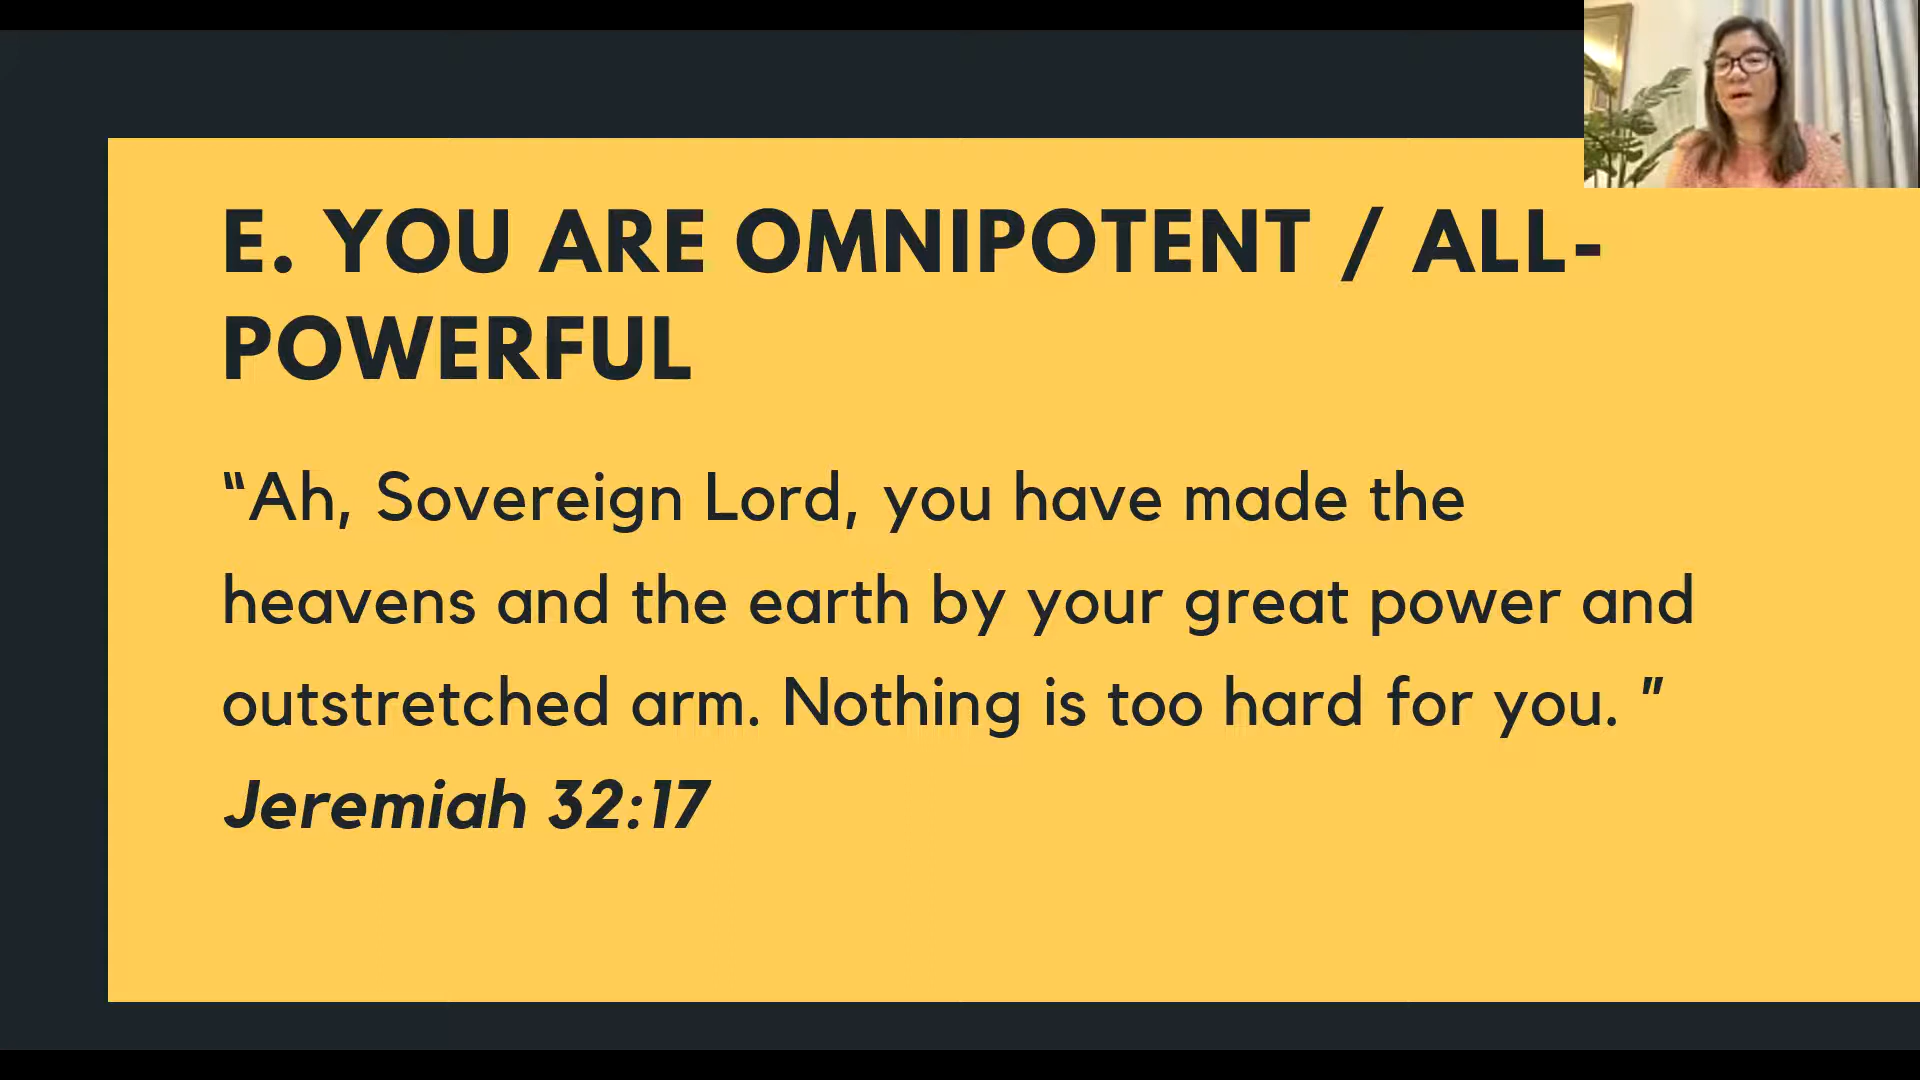 E. YOU ARE OMNIPOTENT / ALL-
POWERFUL
“Ah, Sovereign Lord, you have made the
heavens and the earth by your great power and
outstretched arm. Nothing is too hard for you. ”
Jeremiah 32:17